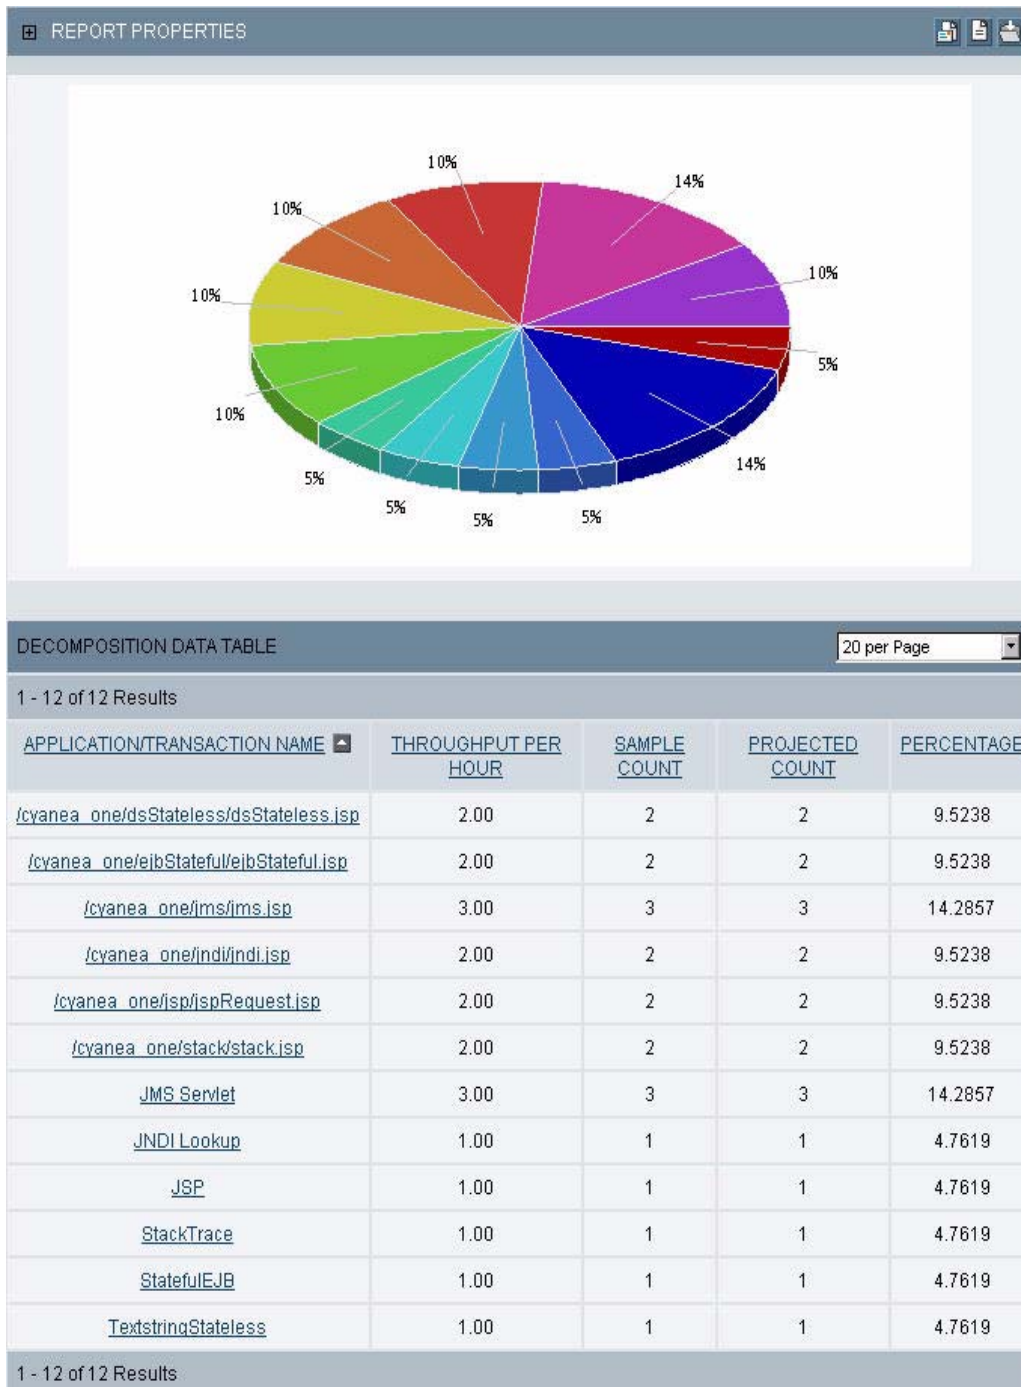 REPORT PROPERTIES
10%
14%
10%
10%
10%
5%
10%
14%
5%
5%
5%
5%
DECOMPOSITION DATA TABLE
20 per Page
1 - 12 of 12 Results
APPLICATION/TRANSACTION NAME THROUGHPUT PER HOUR SAMPLE COUNT PROJECTED COUNT PERCENTAGE
/cyanea_one/dsStateless/dsStateless.jsp 2.00 2 2 9.5238
/cyanea_one/ejbStateful/ejbStateful.jsp 2.00 2 2 9.5238
/cyanea_one/jms/jms.jsp 3.00 3 3 14.2857
/cyanea_one/jndi/jndi.jsp 2.00 2 2 9.5238
/cyanea_one/jsp/jspRequest.jsp 2.00 2 2 9.5238
/cyanea_one/stack/stack.jsp 2.00 2 2 9.5238
JMS Servlet 3.00 3 3 14.2857
JNDI Lookup 1.00 1 1 4.7619
JSP 1.00 1 1 4.7619
StackTrace 1.00 1 1 4.7619
StatefulEJB 1.00 1 1 4.7619
TextstringStateless 1.00 1 1 4.7619
1 - 12 of 12 Results